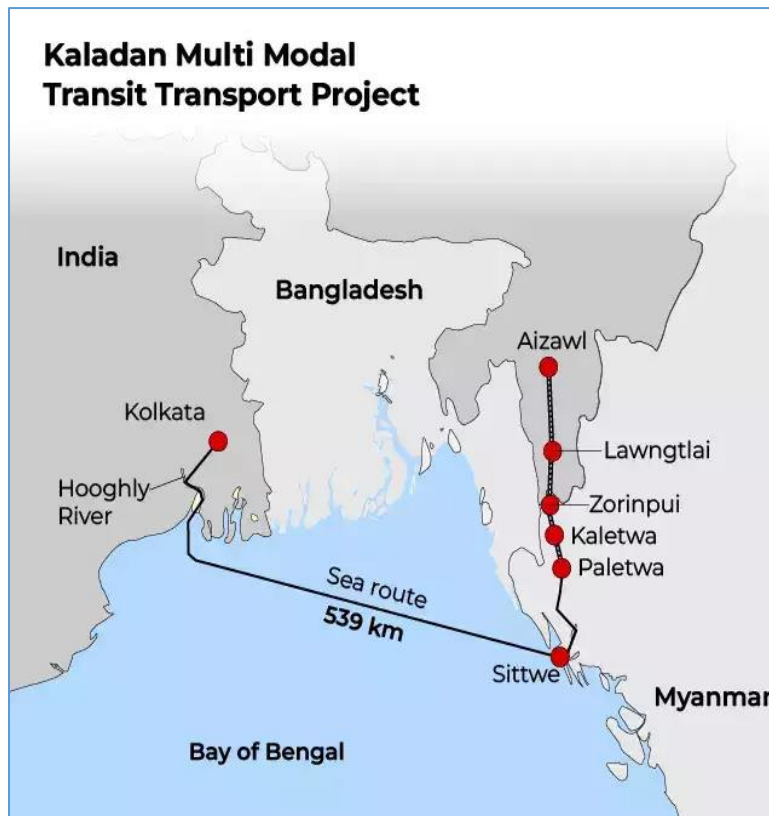 Kaladan Multi Modal
Transit Transport Project
India
Bangladesh
Aizawl
Kolkata
Lawngtlai
Hooghly
River
Zorinpui
Kaletwa
Paletwa
Sea route
539 km
Sittwe
Myanmar
Bay of Bengal